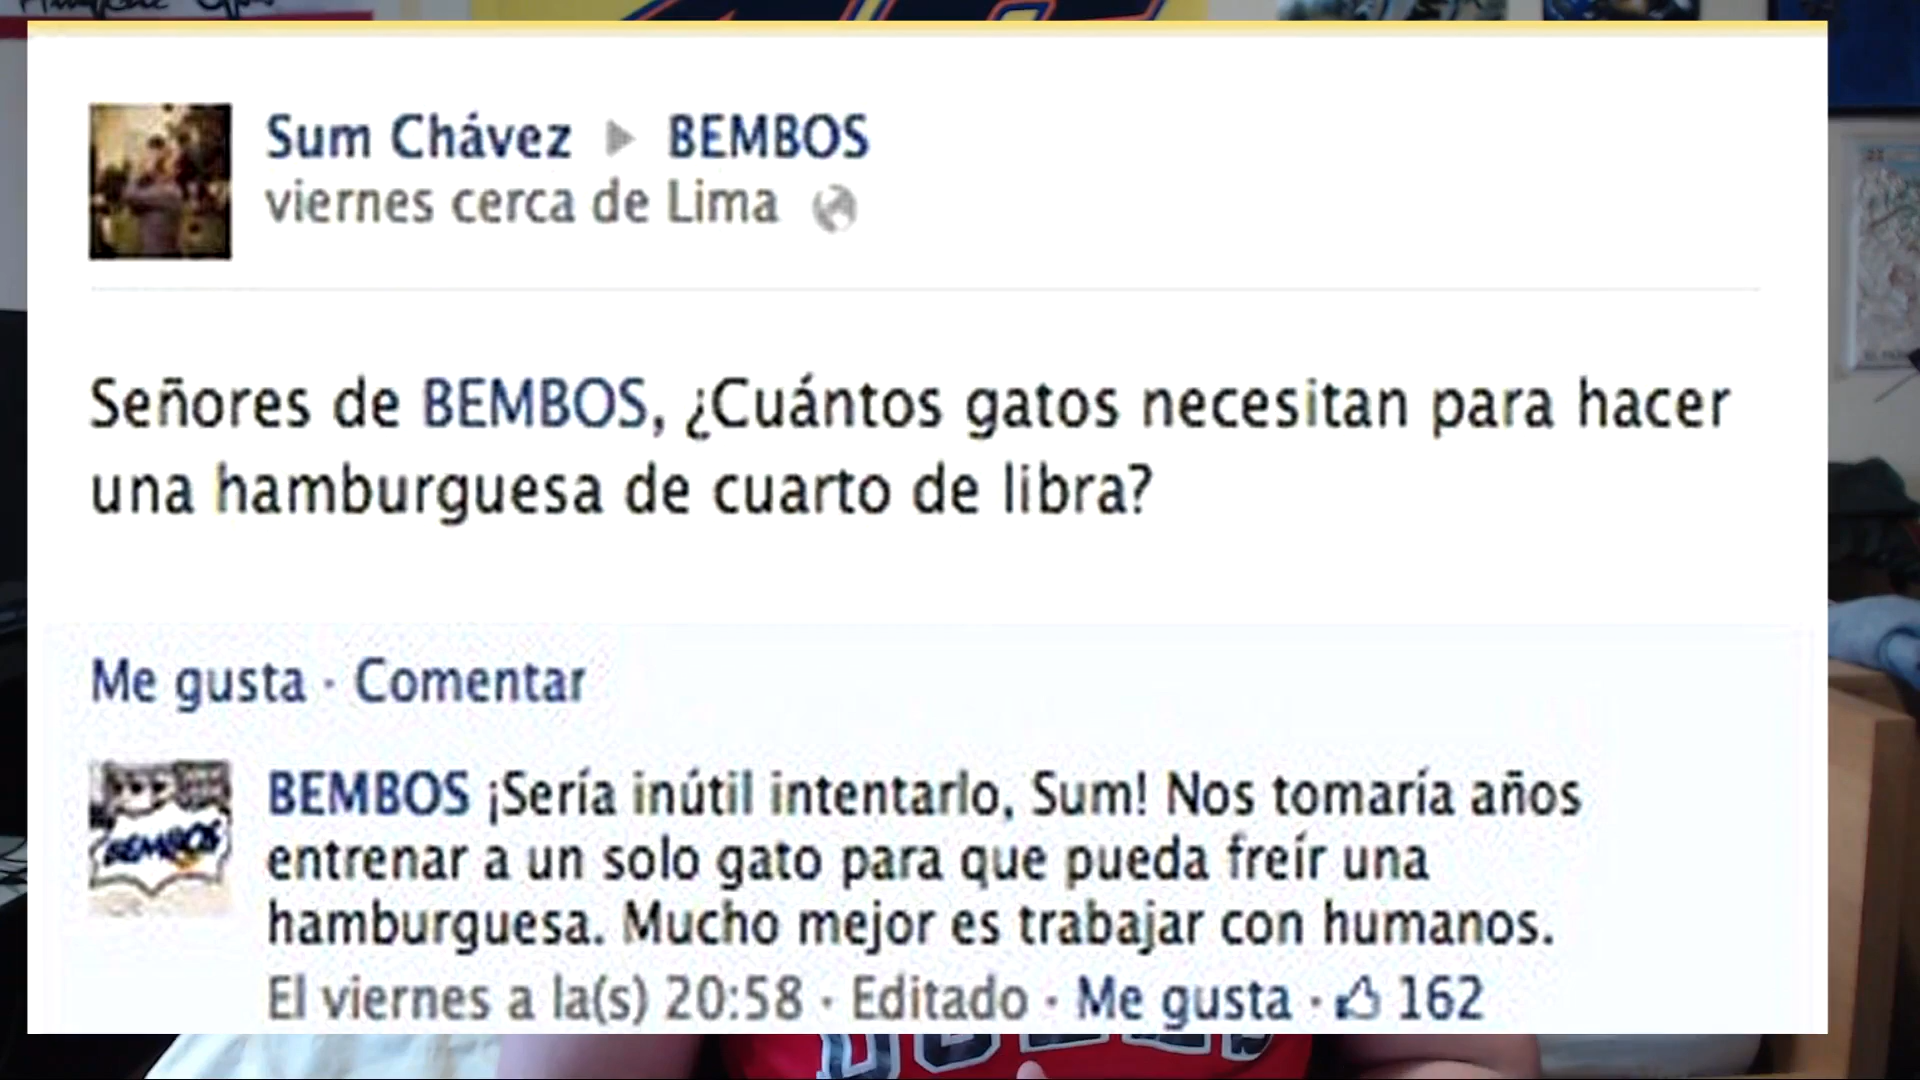 Sum Chávez ▶ BEMBOS
viernes cerca de Lima
Señores de BEMBOS, ¿Cuántos gatos necesitan para hacer
una hamburguesa de cuarto de libra?
Me gusta · Comentar
BEMBOS
BEMBOS ¡Sería inútil intentarlo, Sum! Nos tomaría años
entrenar a un solo gato para que pueda freír una
hamburguesa. Mucho mejor es trabajar con humanos.
El viernes a la(s) 20:58 · Editado · Me gusta · 162